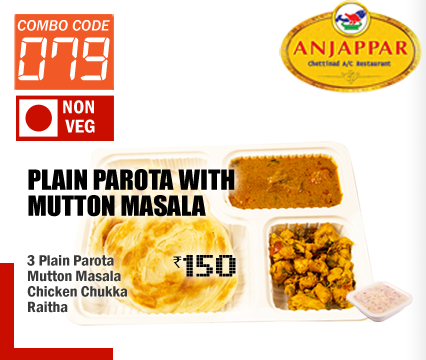 COMBO CODE
079
NON
VEG
ANJAPPAR
Chettinad A/C Restaurant
PLAIN PAROTA WITH
MUTTON MASALA
3 Plain Parota
Mutton Masala
Chicken Chukka
Raitha
₹150